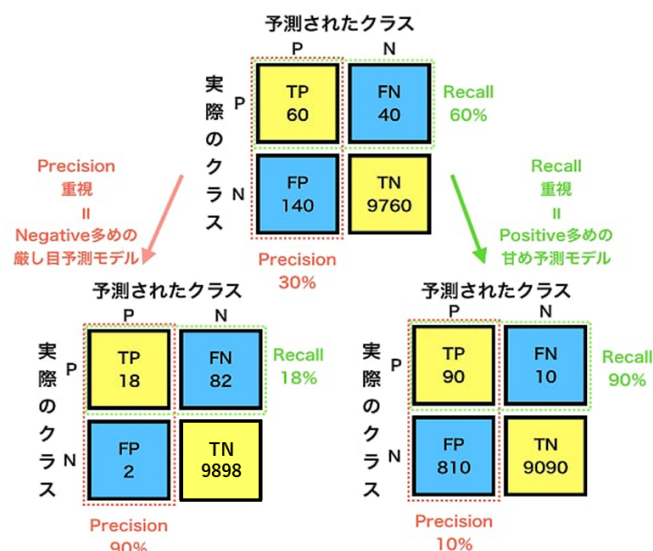 予測されたクラス
P N
実際のクラス
P
TP
60
FN
40
Recall
60%
N
FP
140
TN
9760
Precision
30%
Precision
重視
=
Negative多めの
厳し目予測モデル
Recall
重視
=
Positive多めの
甘め予測モデル
予測されたクラス
P N
実際のクラス
P
TP
18
FN
82
Recall
18%
N
FP
2
TN
9898
Precision
90%
予測されたクラス
P N
実際のクラス
P
TP
90
FN
10
Recall
90%
N
FP
810
TN
9090
Precision
10%